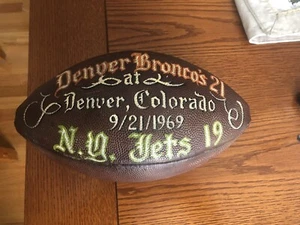 Denver Bronco's 21
at
Denver, Colorado
9/21/1969
N.Y. Jets 19